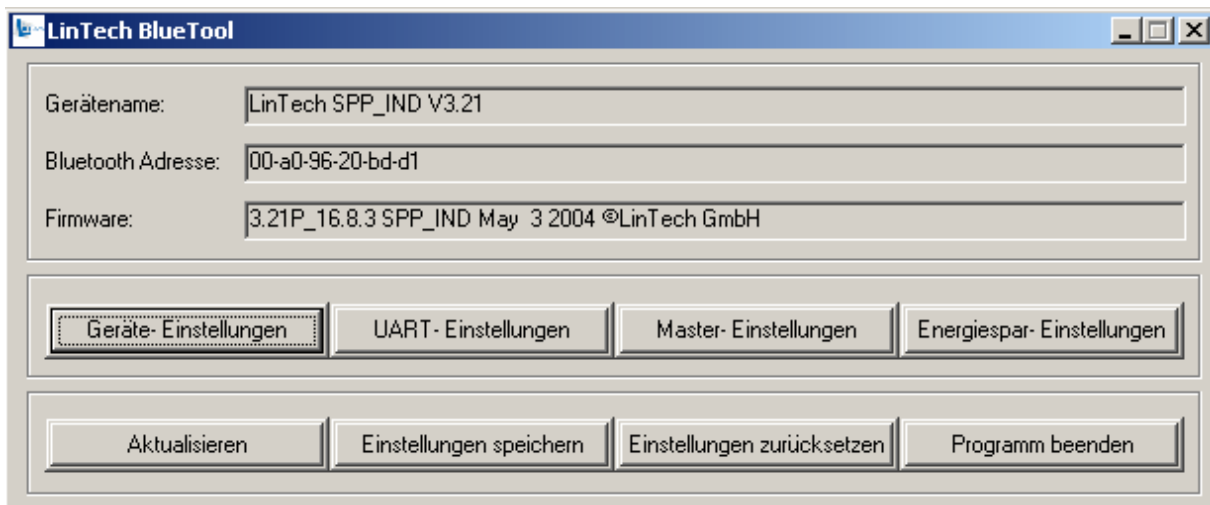 LinTech BlueTool
Gerätename: LinTech SPP_IND V3.21
Bluetooth Adresse: 00-a0-96-20-bd-d1
Firmware: 3.21P_16.8.3 SPP_IND May  3 2004 ©LinTech GmbH
Geräte- Einstellungen UART- Einstellungen Master- Einstellungen Energiespar- Einstellungen
Aktualisieren Einstellungen speichern Einstellungen zurücksetzen Programm beenden